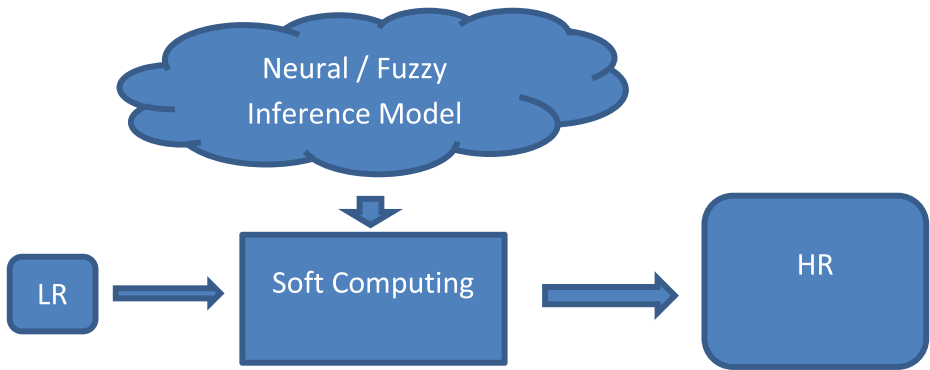 Neural / Fuzzy
Inference Model
LR
Soft Computing
HR